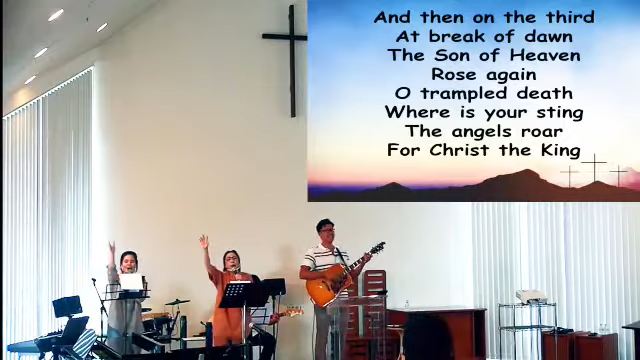 And then on the third
At break of dawn
The Son of Heaven
Rose again
O trampled death
Where is your sting
The angels roar
For Christ the King